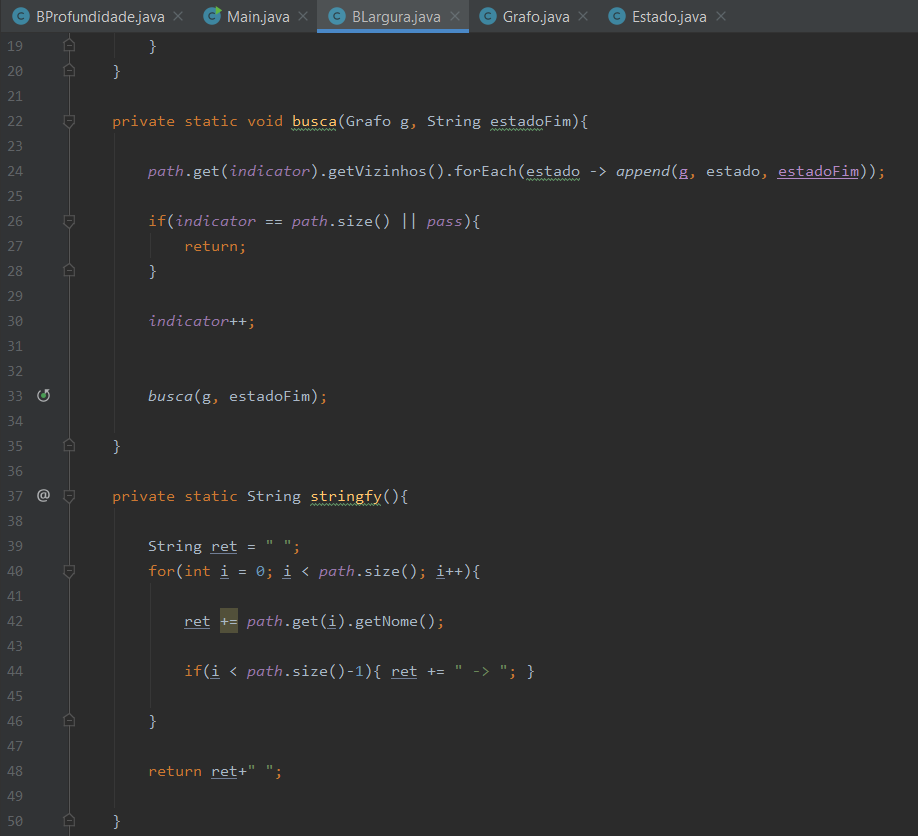 BProfundidade.java Main.java BLargura.java Grafo.java Estado.java
19 }
20 }
21
22 private static void busca(Grafo g, String estadoFim){
23
24 path.get(indicator).getVizinhos().forEach(estado -> append(g, estado, estadoFim));
25
26 if(indicator == path.size() || pass){
27 return;
28 }
29
30 indicator++;
31
32
33 busca(g, estadoFim);
34
35 }
36
37 @ private static String stringfy(){
38
39 String ret = " ";
40 for(int i = 0; i < path.size(); i++){
41
42 ret += path.get(i).getNome();
43
44 if(i < path.size()-1){ ret += " -> "; }
45
46 }
47
48 return ret+" ";
49
50 }